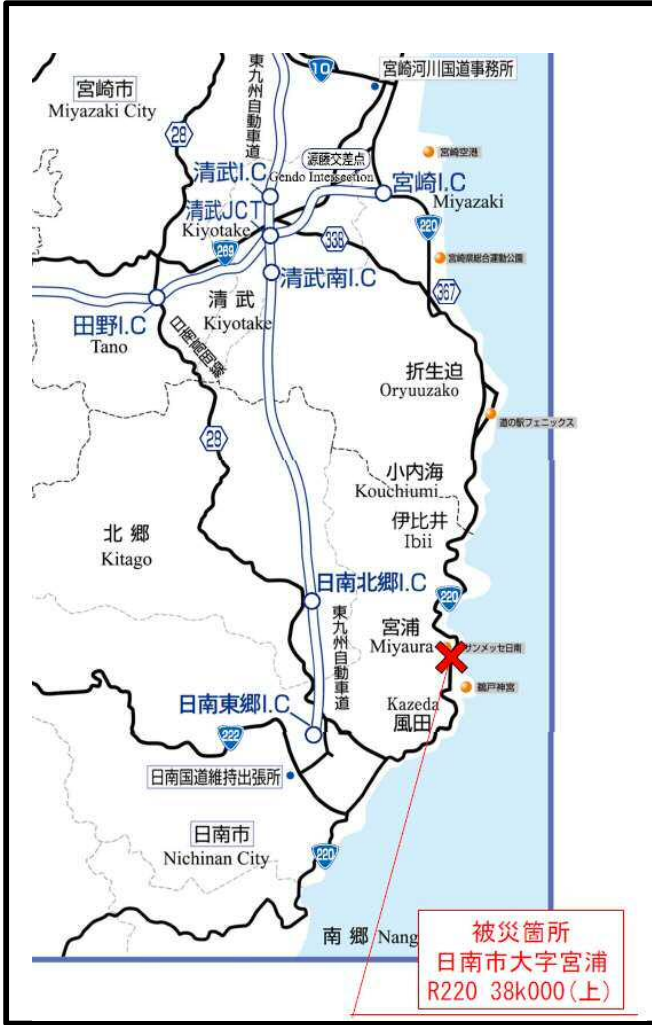 宮崎市
Miyazaki City
東九州自動車道
10
宮崎河川国道事務所
28
源藤交差点
Gendo Intersection
宮崎空港
清武I.C
宮崎I.C
Miyazaki
清武JCT
Kiyotake
220
269
338
宮崎県総合運動公園
清武南I.C
367
清武
Kiyotake
田野I.C
Tano
日南高岡線
折生迫
Oryuuzako
道の駅フェニックス
28
小内海
Kouchiumi
伊比井
Ibii
北郷
Kitago
日南北郷I.C
220
東九州自動車道
宮浦
Miyaura
サンメッセ日南
鵜戸神宮
日南東郷I.C
Kazeda
風田
222
日南国道維持出張所
日南市
Nichinan City
220
南郷 Nang
被災箇所
日南市大字宮浦
R220 38k000(上)